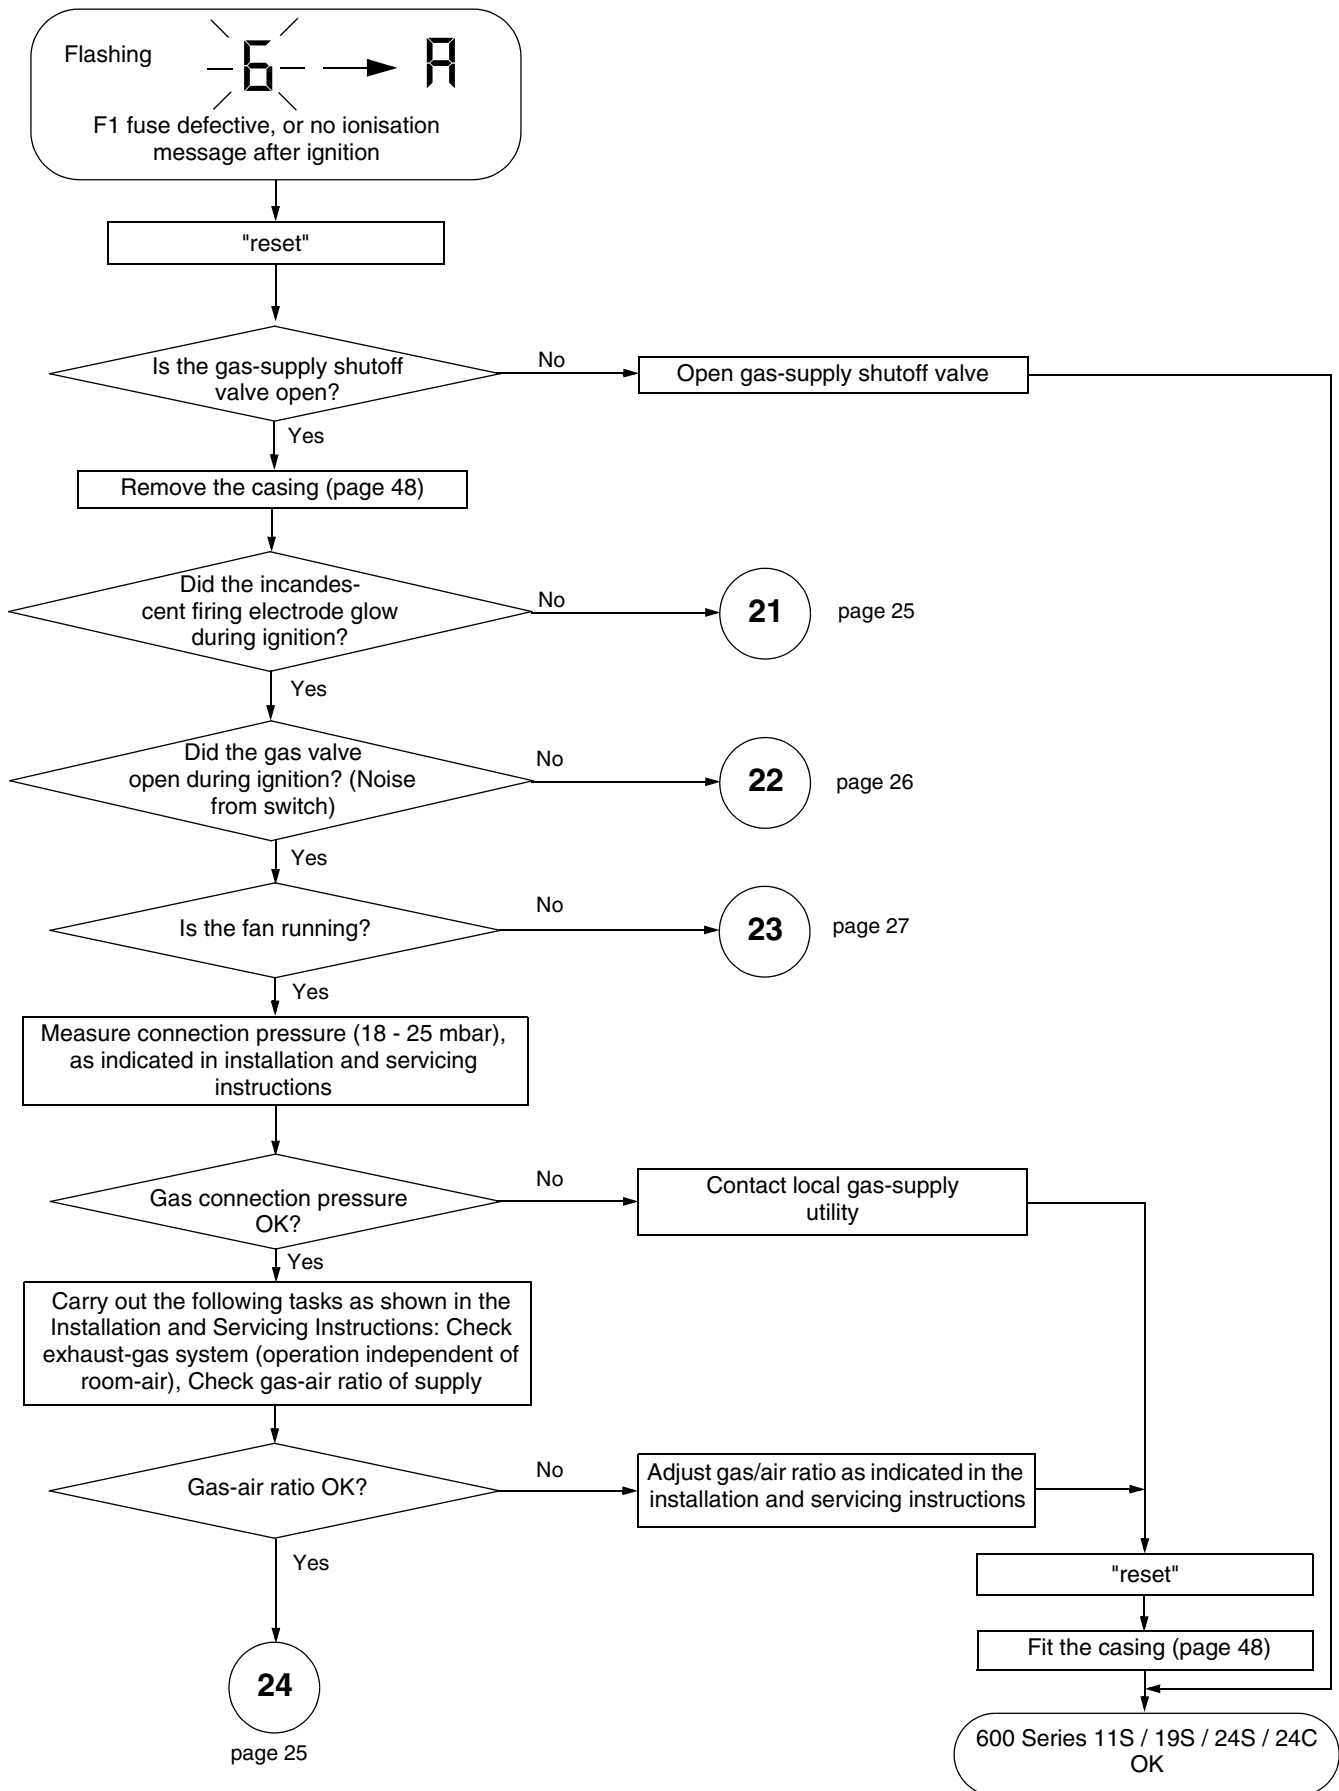 Flashing
6
A
F1 fuse defective, or no ionisation
message after ignition
"reset"
Is the gas-supply shutoff
valve open?
No
Open gas-supply shutoff valve
Yes
Remove the casing (page 48)
Did the incandes-
cent firing electrode glow
during ignition?
No
21
page 25
Yes
Did the gas valve
open during ignition? (Noise
from switch)
No
22
page 26
Yes
Is the fan running?
No
23
page 27
Yes
Measure connection pressure (18 - 25 mbar),
as indicated in installation and servicing
instructions
Gas connection pressure
OK?
No
Contact local gas-supply
utility
Yes
Carry out the following tasks as shown in the
Installation and Servicing Instructions: Check
exhaust-gas system (operation independent of
room-air), Check gas-air ratio of supply
Gas-air ratio OK?
No
Adjust gas/air ratio as indicated in the
installation and servicing instructions
Yes
"reset"
Fit the casing (page 48)
24
page 25
600 Series 11S / 19S / 24S / 24C
OK